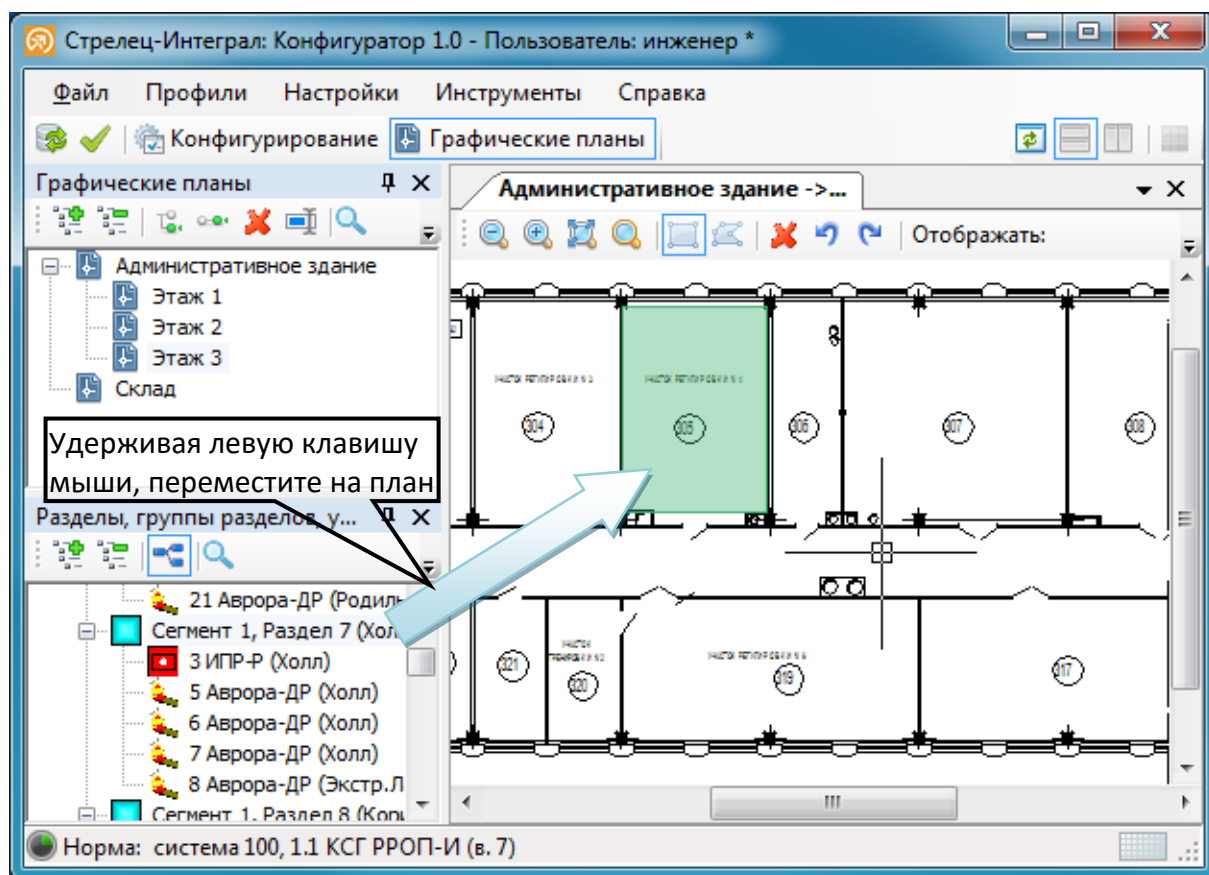 Стрелец-Интеграл: Конфигуратор 1.0 - Пользователь: инженер *
Файл Профили Настройки Инструменты Справка
Конфигурирование Графические планы
Графические планы
Административное здание ->...
Отображать:
Административное здание
Этаж 1
Этаж 2
Этаж 3
Склад
Удерживая левую клавишу
мыши, переместите на план
304
305
306
307
308
Разделы, группы разделов, у...
21 Аврора-ДР (Родиль
Сегмент 1, Раздел 7 (Хол
3 ИПР-Р (Холл)
5 Аврора-ДР (Холл)
6 Аврора-ДР (Холл)
7 Аврора-ДР (Холл)
8 Аврора-ДР (Экстр.Л
Сегмент 1, Раздел 8 (Кори
321
320
319
317
Норма: система 100, 1.1 КСГ РРОП-И (в. 7)